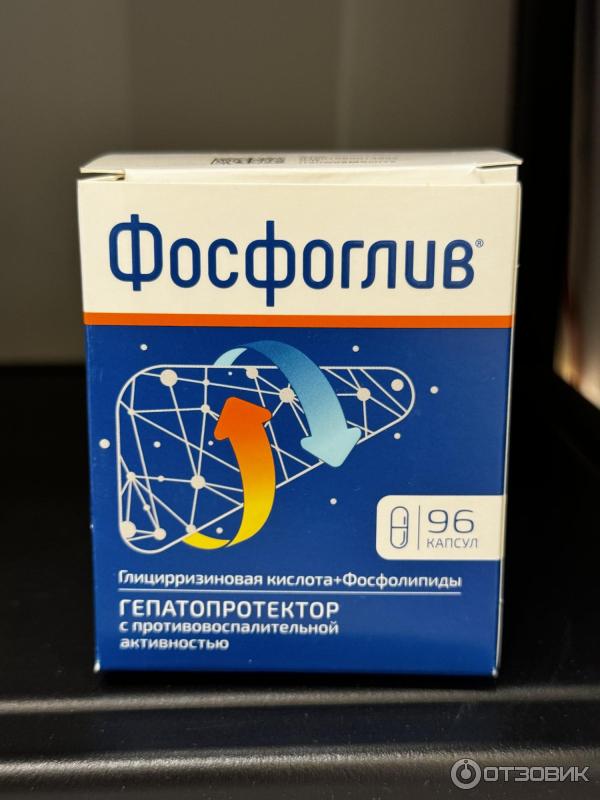 Фосфоглив®
96
КАПСУЛ
Глицирризиновая кислота+Фосфолипиды
ГЕПАТОПРОТЕКТОР
с противовоспалительной
активностью
ОТЗОВИК